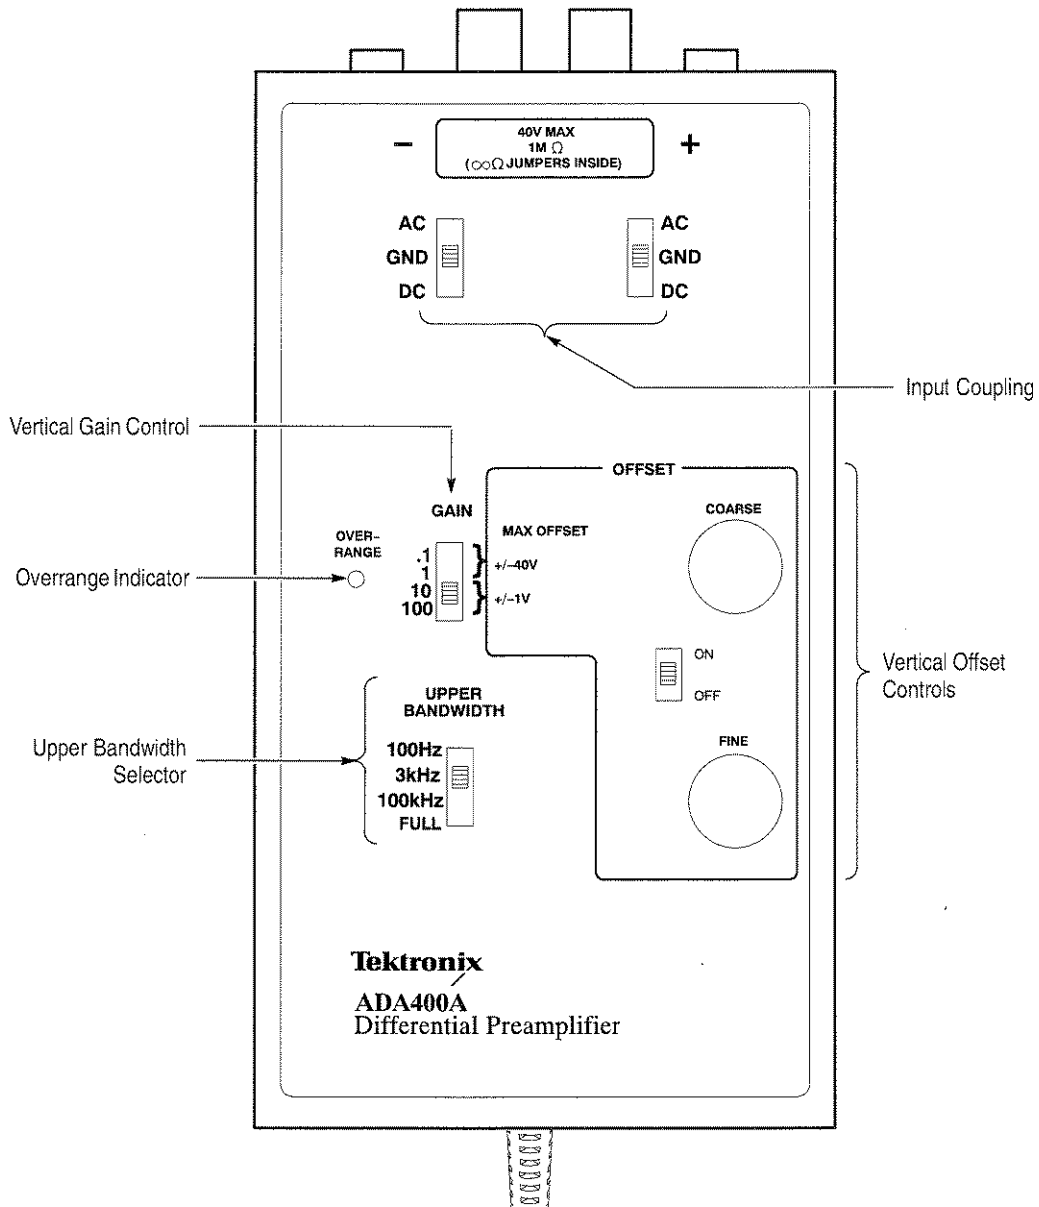 40V MAX
1M Ω
(∞Ω JUMPERS INSIDE)
− +
AC
GND
DC
AC
GND
DC
Input Coupling
Vertical Gain Control
OFFSET
GAIN
MAX OFFSET
COARSE
OVER-
RANGE
.1
1
10
100
+/−40V
+/−1V
Overrange Indicator
ON
OFF
Vertical Offset
Controls
UPPER
BANDWIDTH
FINE
Upper Bandwidth
Selector
100Hz
3kHz
100kHz
FULL
Tektronix
ADA400A
Differential Preamplifier